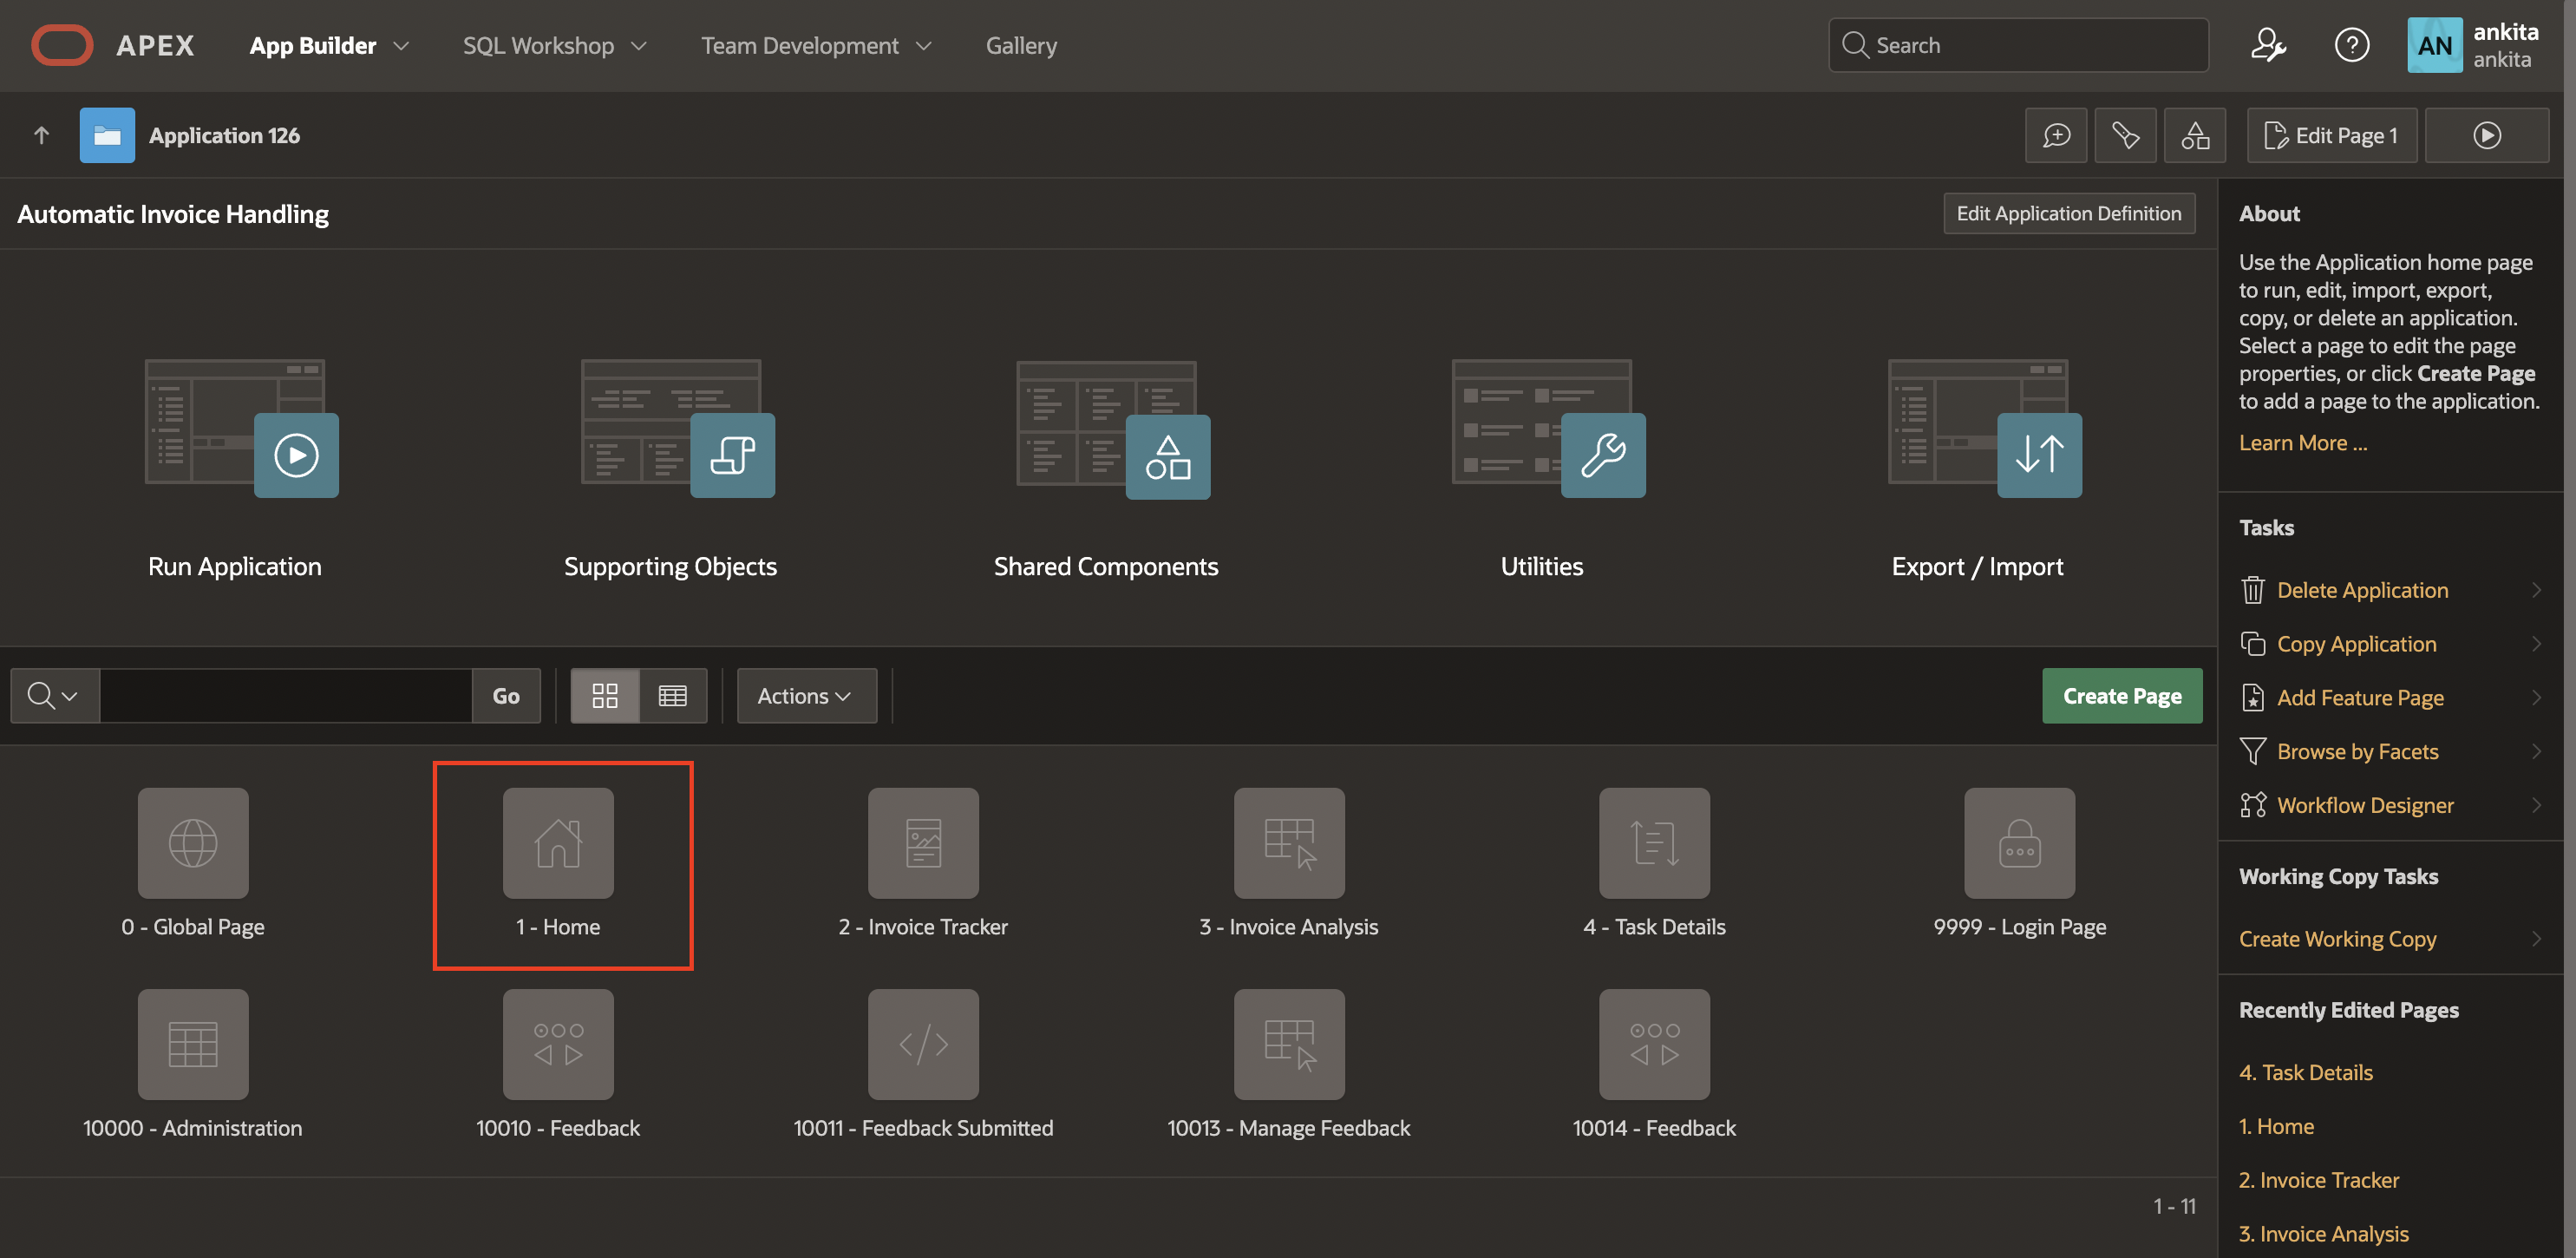 APEX
App Builder
SQL Workshop
Team Development
Gallery
Search
AN
ankita
ankita
Application 126
Edit Page 1
Automatic Invoice Handling
Edit Application Definition
Run Application
Supporting Objects
Shared Components
Utilities
Export / Import
Go
Actions
Create Page
0 - Global Page
1 - Home
2 - Invoice Tracker
3 - Invoice Analysis
4 - Task Details
9999 - Login Page
10000 - Administration
10010 - Feedback
10011 - Feedback Submitted
10013 - Manage Feedback
10014 - Feedback
1 - 11
About
Use the Application home page
to run, edit, import, export,
copy, or delete an application.
Select a page to edit the page
properties, or click Create Page
to add a page to the application.
Learn More ...
Tasks
Delete Application
Copy Application
Add Feature Page
Browse by Facets
Workflow Designer
Working Copy Tasks
Create Working Copy
Recently Edited Pages
4. Task Details
1. Home
2. Invoice Tracker
3. Invoice Analysis